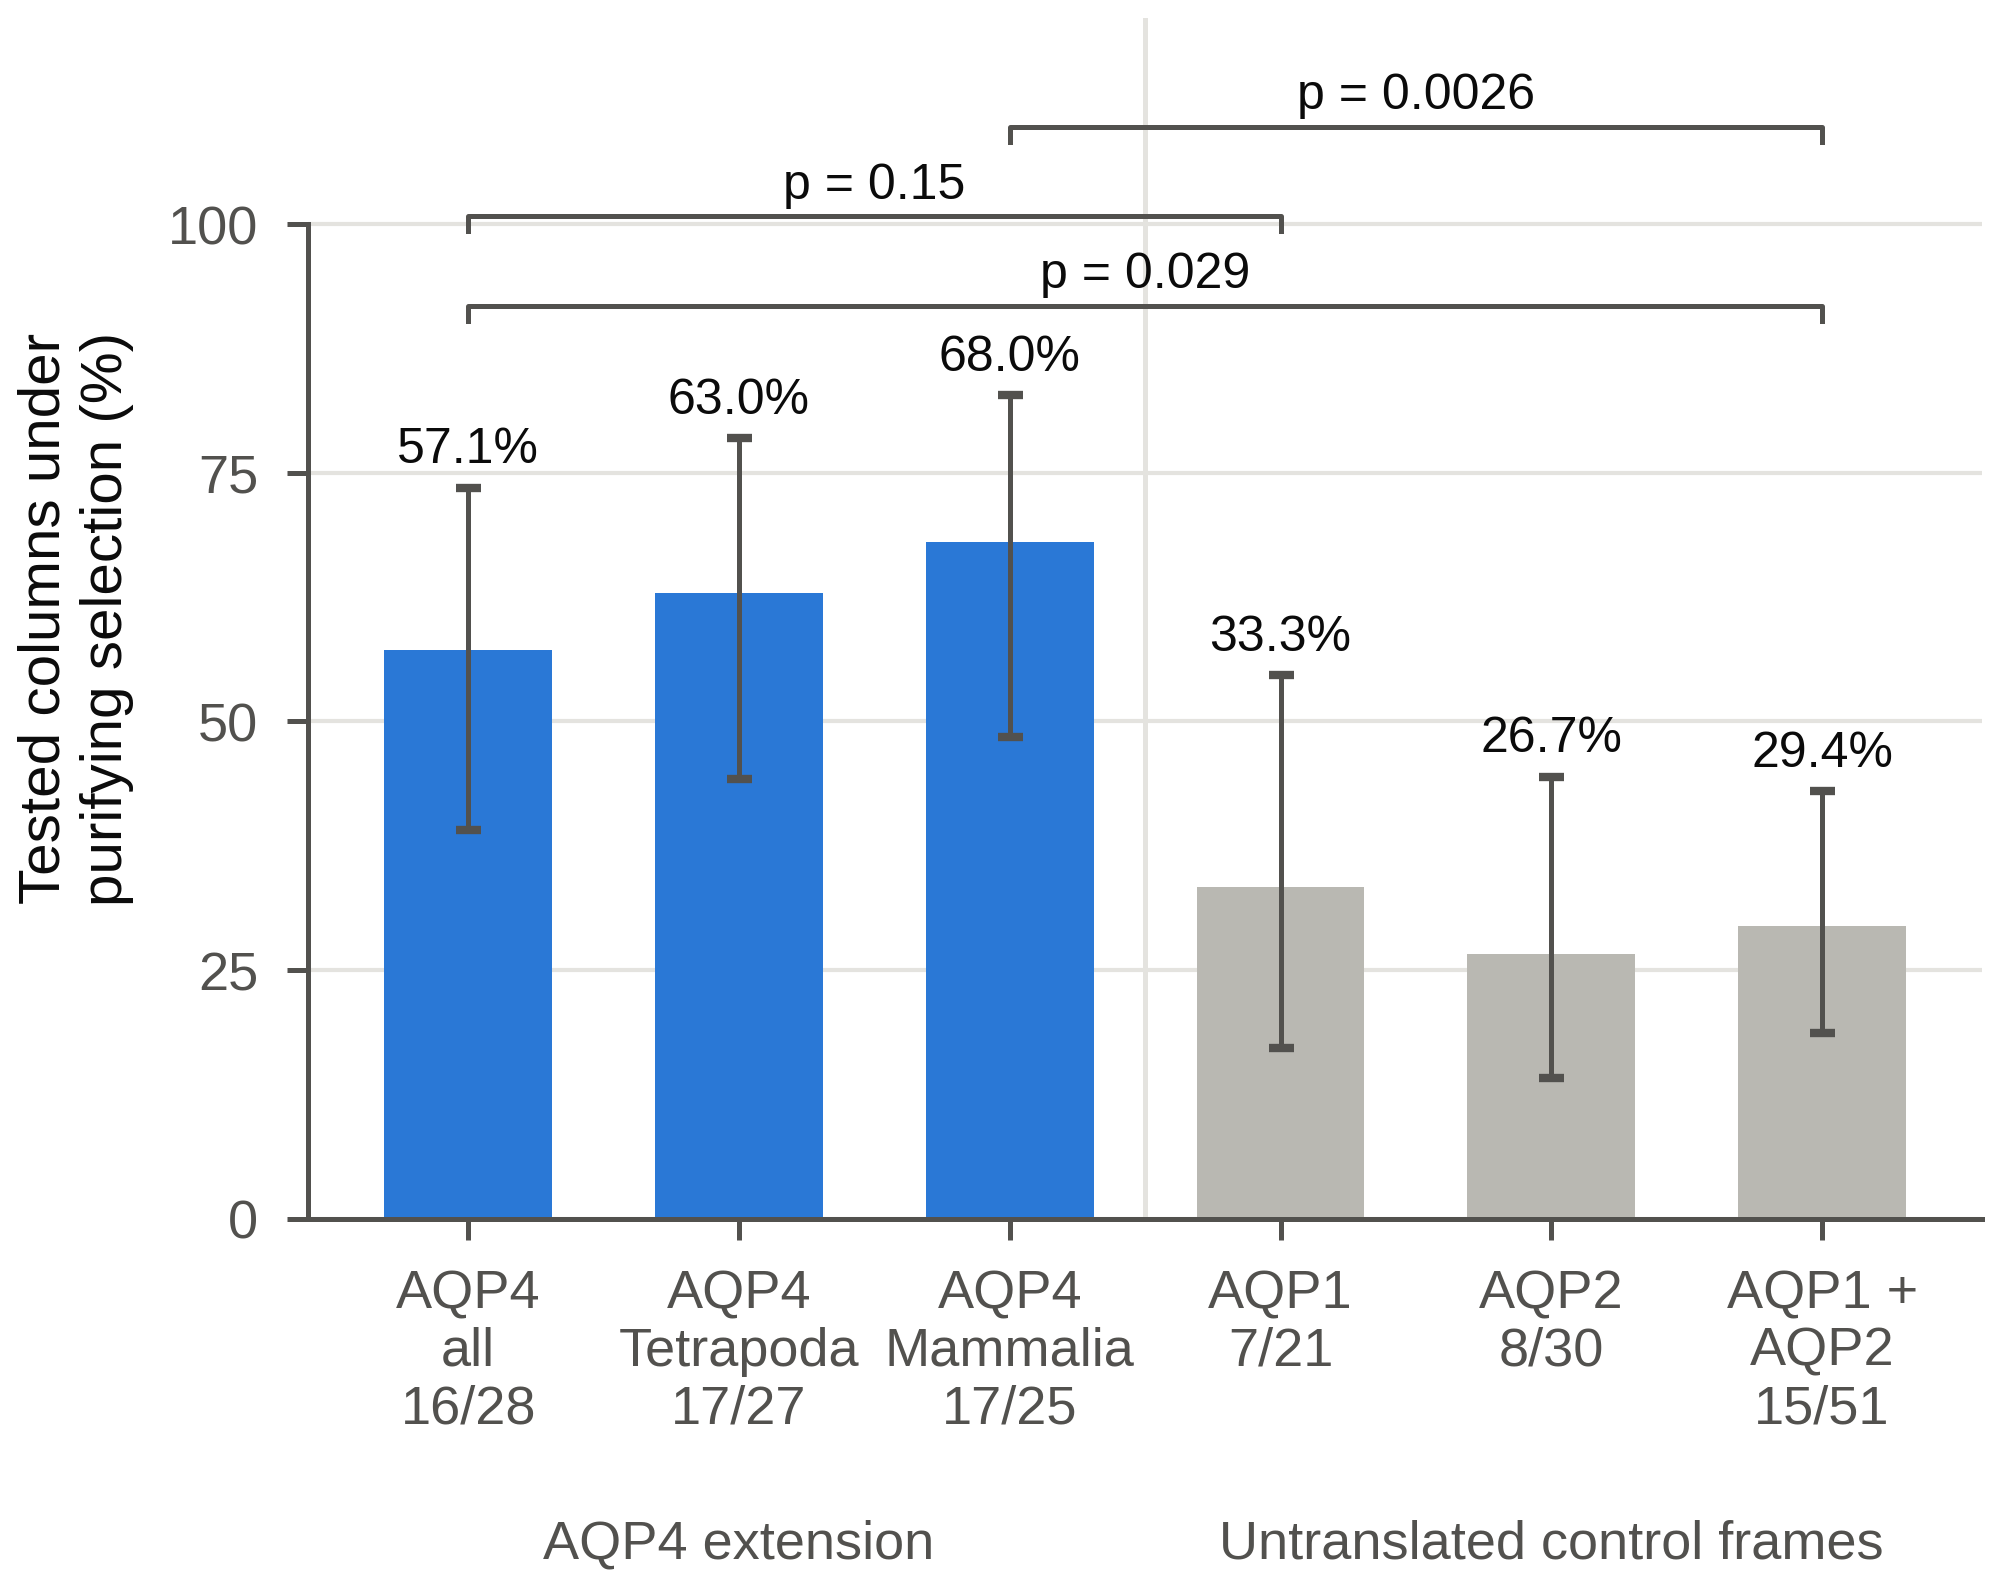 p = 0.0026
p = 0.15
p = 0.029
100
75
50
25
0
Tested columns under
purifying selection (%)
57.1%
63.0%
68.0%
33.3%
26.7%
29.4%
AQP4
all
16/28
AQP4
Tetrapoda
17/27
AQP4
Mammalia
17/25
AQP1
7/21
AQP2
8/30
AQP1 +
AQP2
15/51
AQP4 extension
Untranslated control frames